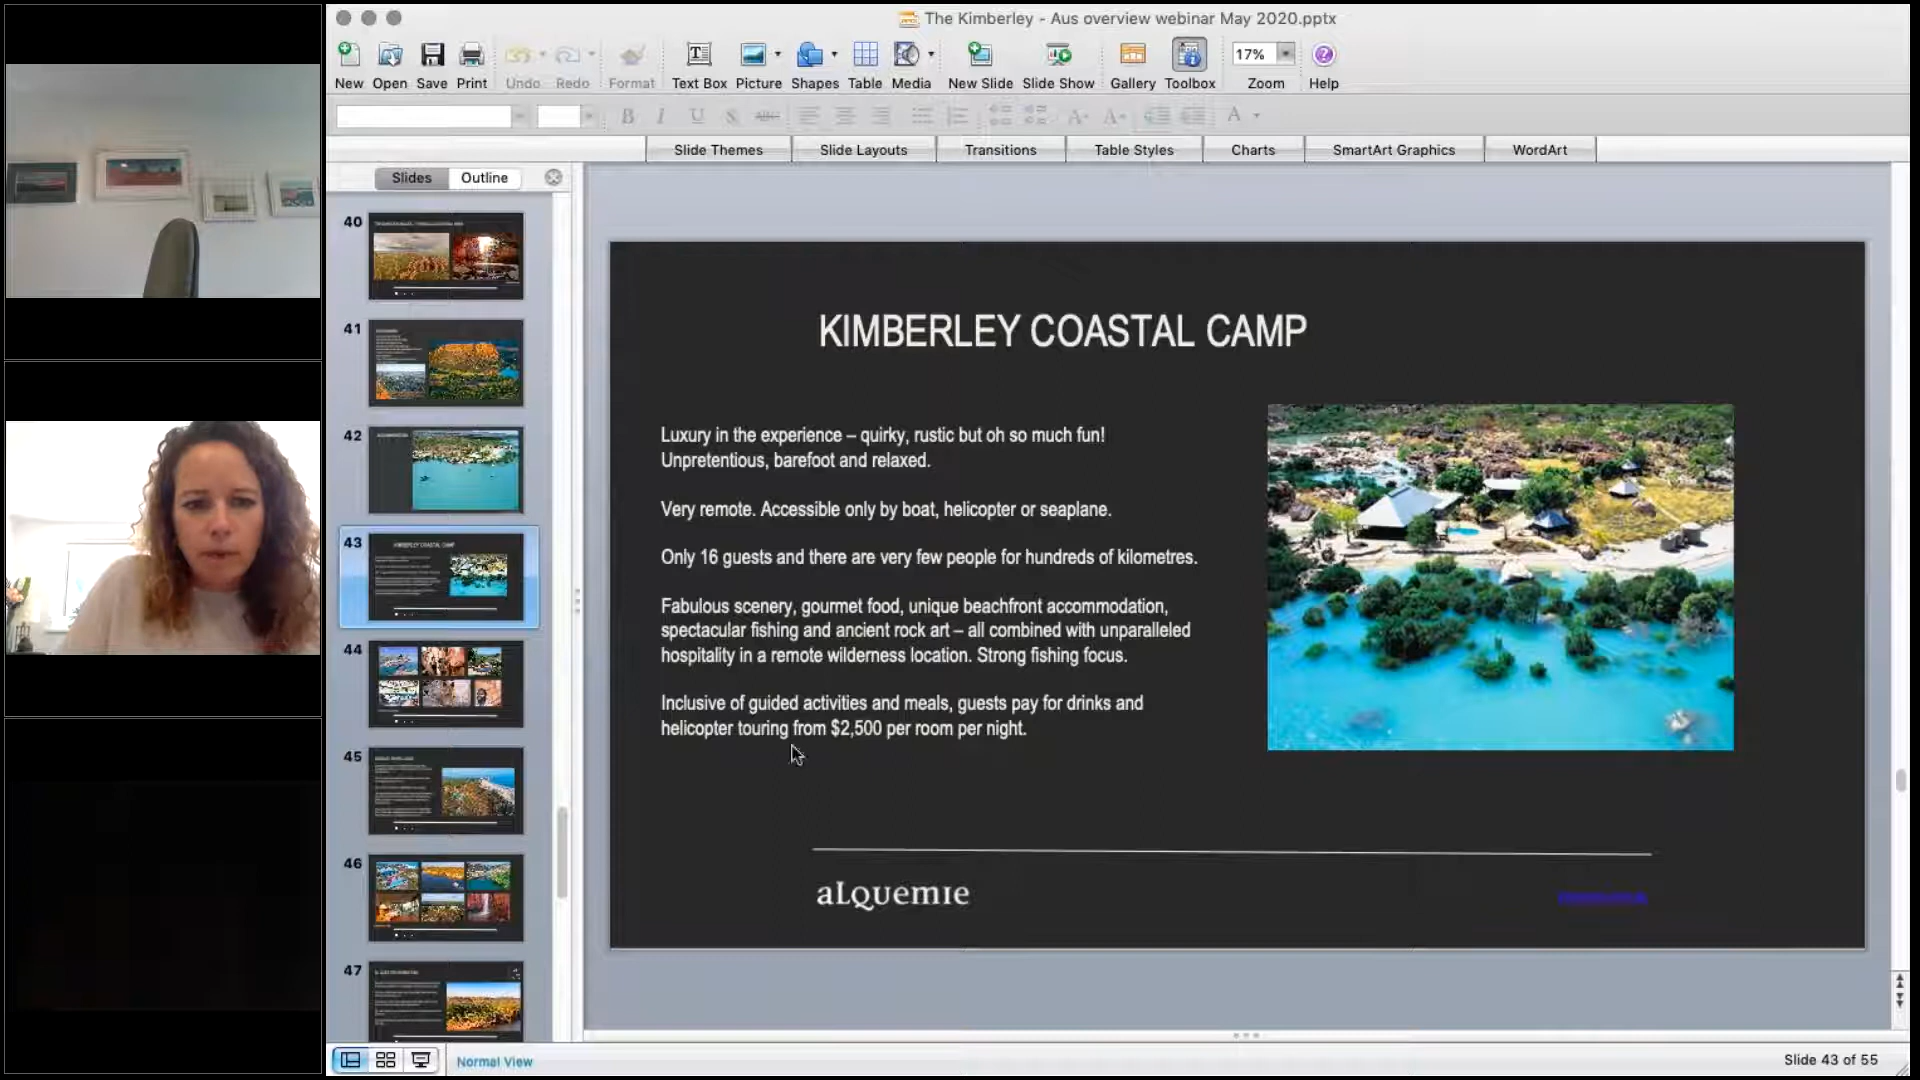 The Kimberley - Aus overview webinar May 2020.pptx
New Open Save Print Undo Redo Format Text Box Picture Shapes Table Media New Slide Slide Show Gallery Toolbox 17% Zoom Help
B I U S ABC A A A
Slide Themes Slide Layouts Transitions Table Styles Charts SmartArt Graphics WordArt
Slides Outline
40
41
42
43
44
45
46
47
KIMBERLEY COASTAL CAMP
Luxury in the experience – quirky, rustic but oh so much fun!
Unpretentious, barefoot and relaxed.
Very remote. Accessible only by boat, helicopter or seaplane.
Only 16 guests and there are very few people for hundreds of kilometres.
Fabulous scenery, gourmet food, unique beachfront accommodation,
spectacular fishing and ancient rock art – all combined with unparalleled
hospitality in a remote wilderness location. Strong fishing focus.
Inclusive of guided activities and meals, guests pay for drinks and
helicopter touring from $2,500 per room per night.
aLQuemie
Normal View
Slide 43 of 55